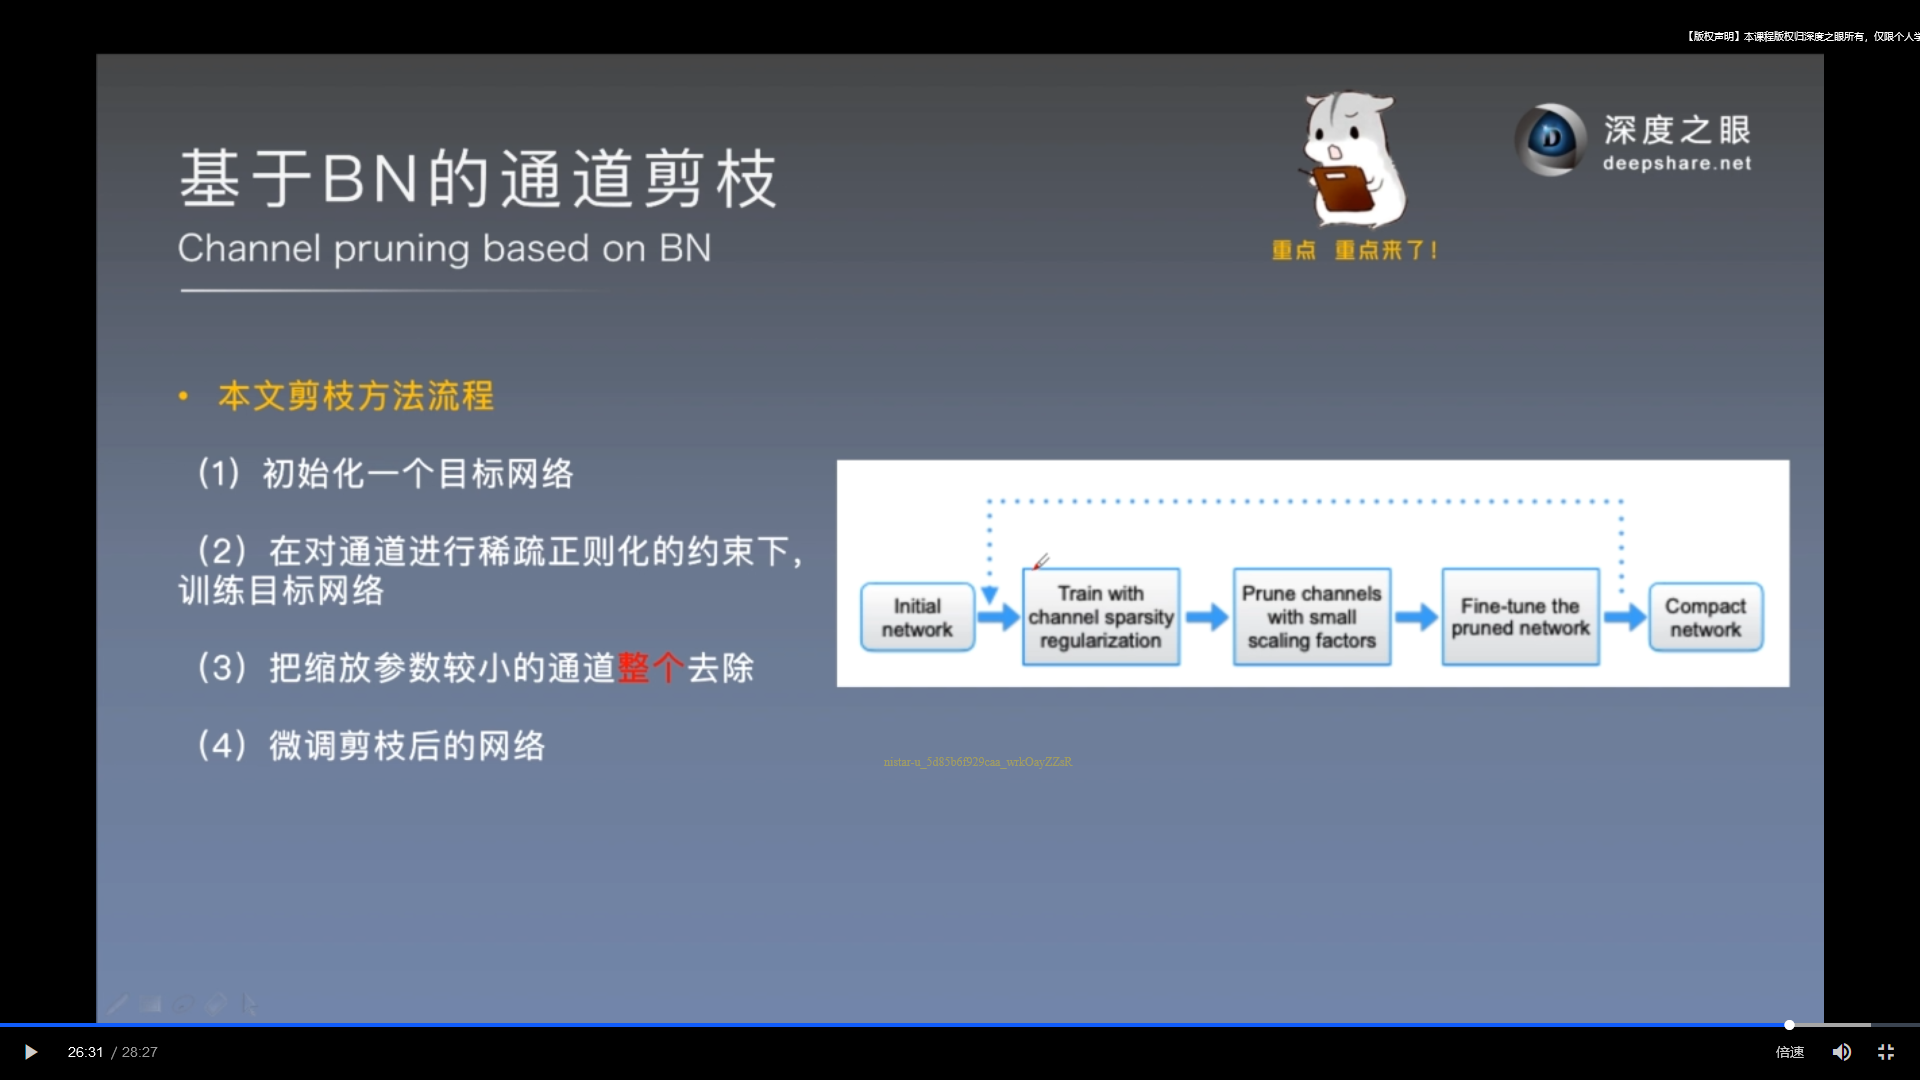 【版权声明】本课程版权归深度之眼所有，仅限个人学
深度之眼
deepshare.net
基于BN的通道剪枝
Channel pruning based on BN
重点 重点来了！
• 本文剪枝方法流程
（1）初始化一个目标网络
（2）在对通道进行稀疏正则化的约束下，
训练目标网络
（3）把缩放参数较小的通道整个去除
（4）微调剪枝后的网络
Initial
network
Train with
channel sparsity
regularization
Prune channels
with small
scaling factors
Fine-tune the
pruned network
Compact
network
26:31 / 28:27
倍速